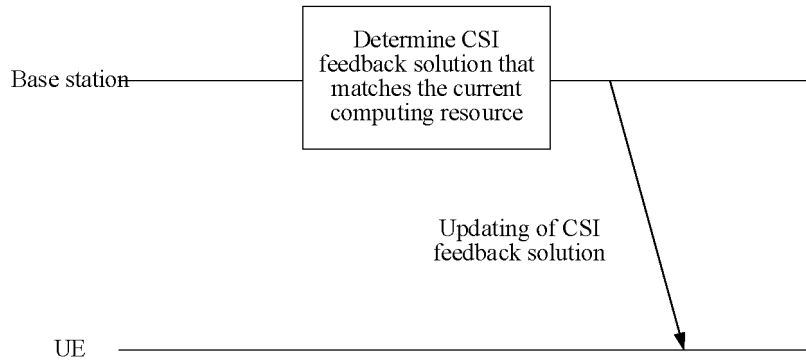 Determine CSI
feedback solution that
matches the current
computing resource
Base station
Updating of CSI
feedback solution
UE